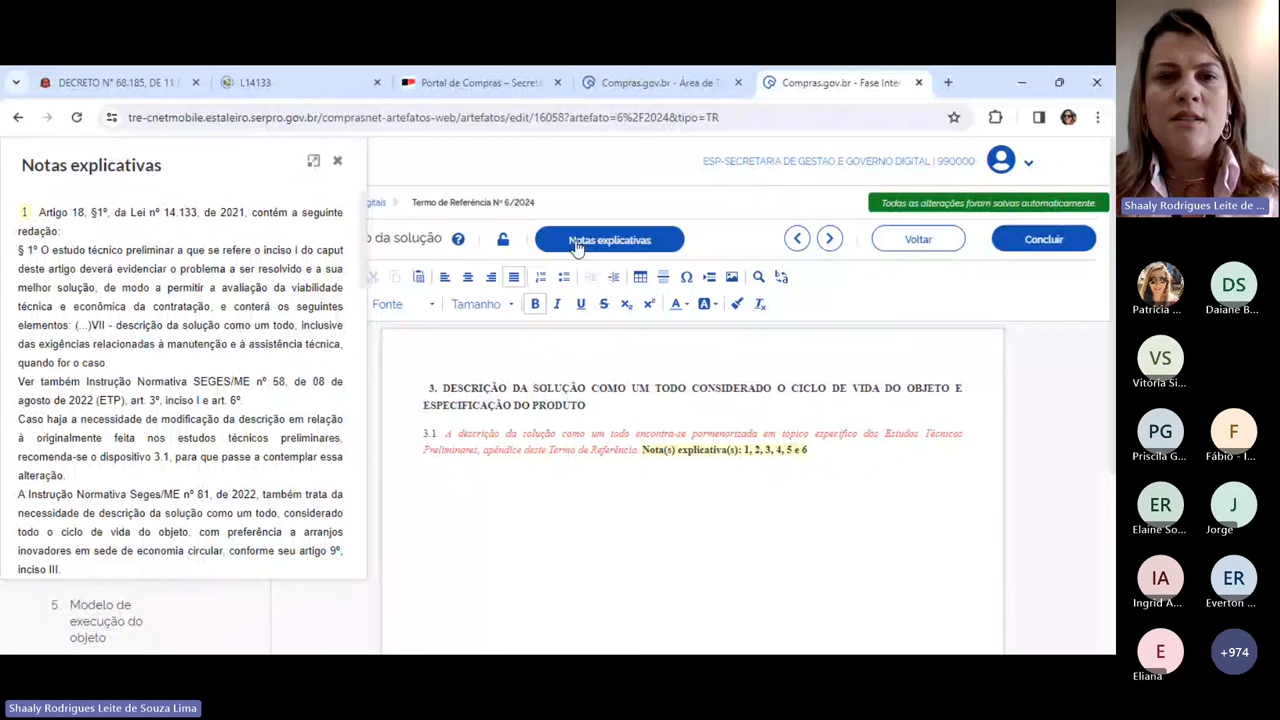 DECRETO N° 68.185, DE 11
L14133
Portal de Compras – Secret
Compras.gov.br - Área de T
Compras.gov.br - Fase Inter
tre-cnetmobile.estaleiro.serpro.gov.br/comprasnet-artefatos-web/artefatos/edit/16058?artefato=6%2F2024&tipo=TR
Notas explicativas
1 Artigo 18, §1º, da Lei nº 14.133, de 2021, contém a seguinte
redação:
§ 1º O estudo técnico preliminar a que se refere o inciso I do caput
deste artigo deverá evidenciar o problema a ser resolvido e a sua
melhor solução, de modo a permitir a avaliação da viabilidade
técnica e econômica da contratação, e conterá os seguintes
elementos: (...)VII - descrição da solução como um todo, inclusive
das exigências relacionadas à manutenção e à assistência técnica,
quando for o caso.
Ver também Instrução Normativa SEGES/ME nº 58, de 08 de
agosto de 2022 (ETP), art. 3º, inciso I e art. 6º.
Caso haja a necessidade de modificação da descrição em relação
à originalmente feita nos estudos técnicos preliminares,
recomenda-se o dispositivo 3.1, para que passe a contemplar essa
alteração.
A Instrução Normativa Seges/ME nº 81, de 2022, também trata da
necessidade de descrição da solução como um todo, considerado
todo o ciclo de vida do objeto, com preferência a arranjos
inovadores em sede de economia circular, conforme seu artigo 9º,
inciso III.
5. Modelo de
execução do
objeto
ESP-SECRETARIA DE GESTAO E GOVERNO DIGITAL | 990000
igitais > Termo de Referência Nº 6/2024
Todas as alterações foram salvas automaticamente.
o da solução
Notas explicativas
Voltar
Concluir
Fonte
Tamanho
3. DESCRIÇÃO DA SOLUÇÃO COMO UM TODO CONSIDERADO O CICLO DE VIDA DO OBJETO E
ESPECIFICAÇÃO DO PRODUTO
3.1. A descrição da solução como um todo encontra-se pormenorizada em tópico específico dos Estudos Técnicos
Preliminares, apêndice deste Termo de Referência. Nota(s) explicativa(s): 1, 2, 3, 4, 5 e 6
Shaaly Rodrigues Leite de ...
Patrícia ...
DS
Daiane B...
VS
Vitória Si...
PG
Priscila G...
F
Fábio - I...
ER
Elaine So...
J
Jorge
IA
Ingrid A...
ER
Everton ...
E
Eliana
+974
Shaaly Rodrigues Leite de Souza Lima